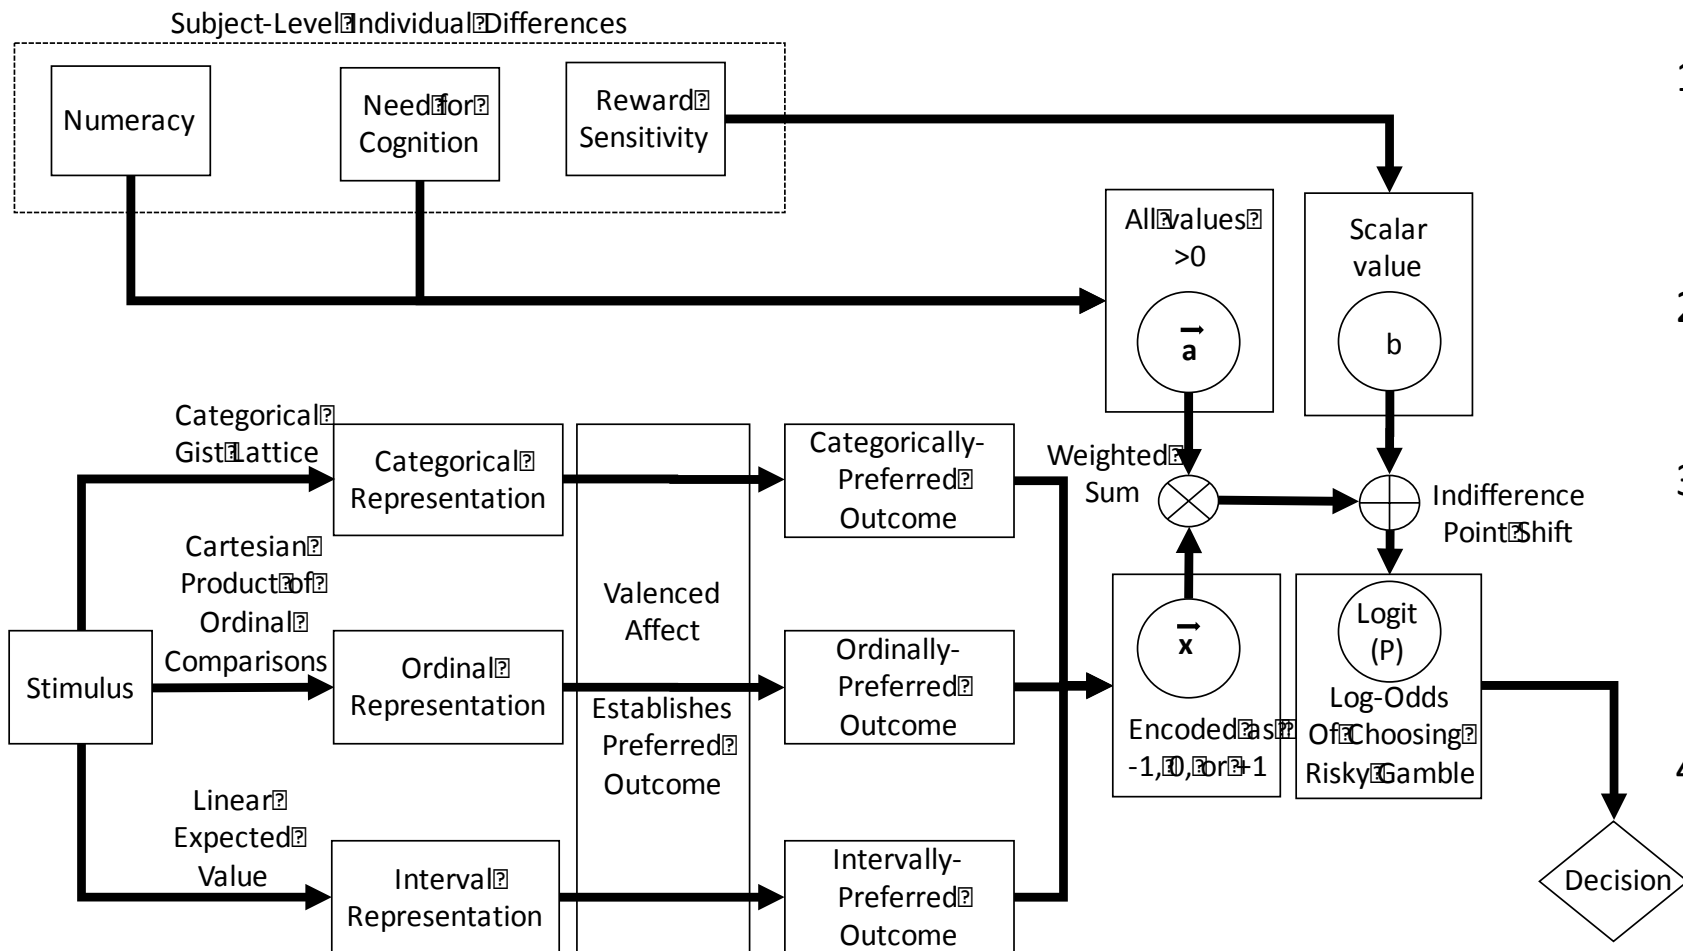 Subject-Level⍰Individual⍰Differences
Numeracy
Need⍰for⍰
Cognition
Reward⍰
Sensitivity
All⍰values⍰
>0
a
Scalar
value
b
Categorical⍰
Gist⍰Lattice
Categorical⍰
Representation
Categorically-
Preferred⍰
Outcome
Weighted⍰
Sum
Indifference
Point⍰Shift
Cartesian⍰
Product⍰of⍰
Ordinal⍰
Comparisons
Stimulus
Ordinal⍰
Representation
Valenced
Affect
Establishes
Preferred⍰
Outcome
Ordinally-
Preferred⍰
Outcome
x
Encoded⍰as⍰
-1,⍰0,⍰or⍰+1
Logit
(P)
Log-Odds
Of⍰Choosing⍰
Risky⍰Gamble
Linear⍰
Expected⍰
Value
Interval⍰
Representation
Intervally-
Preferred⍰
Outcome
Decision